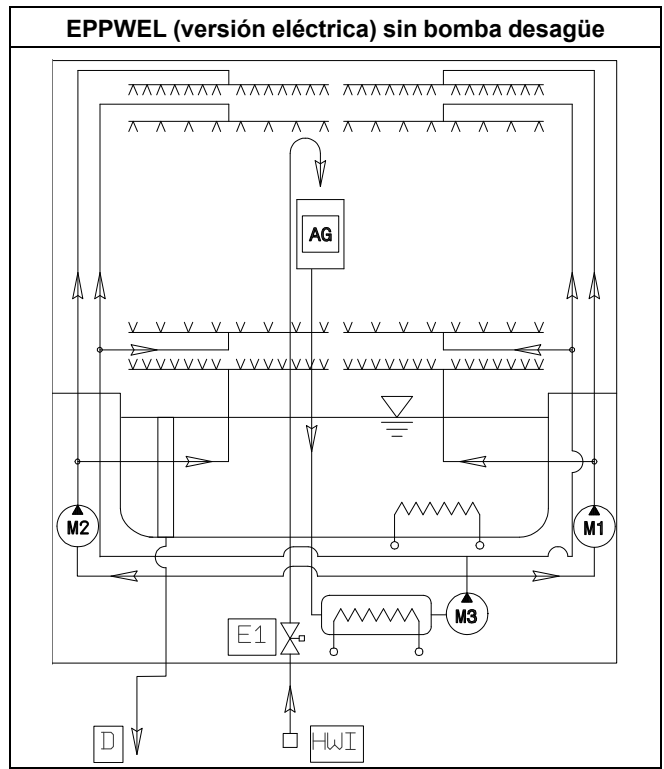 EPPWEL (versión eléctrica) sin bomba desagüe
AG
M2
M1
M3
E1
D
HWI